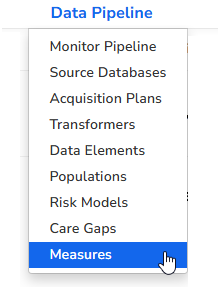 Data Pipeline
Monitor Pipeline
Source Databases
Acquisition Plans
Transformers
Data Elements
Populations
Risk Models
Care Gaps
Measures